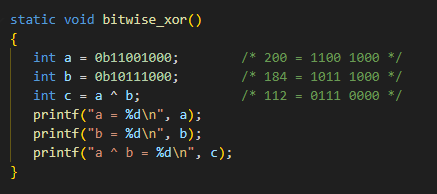 static void bitwise_xor()
{
   int a = 0b11001000;        /* 200 = 1100 1000 */
   int b = 0b10111000;        /* 184 = 1011 1000 */
   int c = a ^ b;             /* 112 = 0111 0000 */
   printf("a = %d\n", a);
   printf("b = %d\n", b);
   printf("a ^ b = %d\n", c);
}